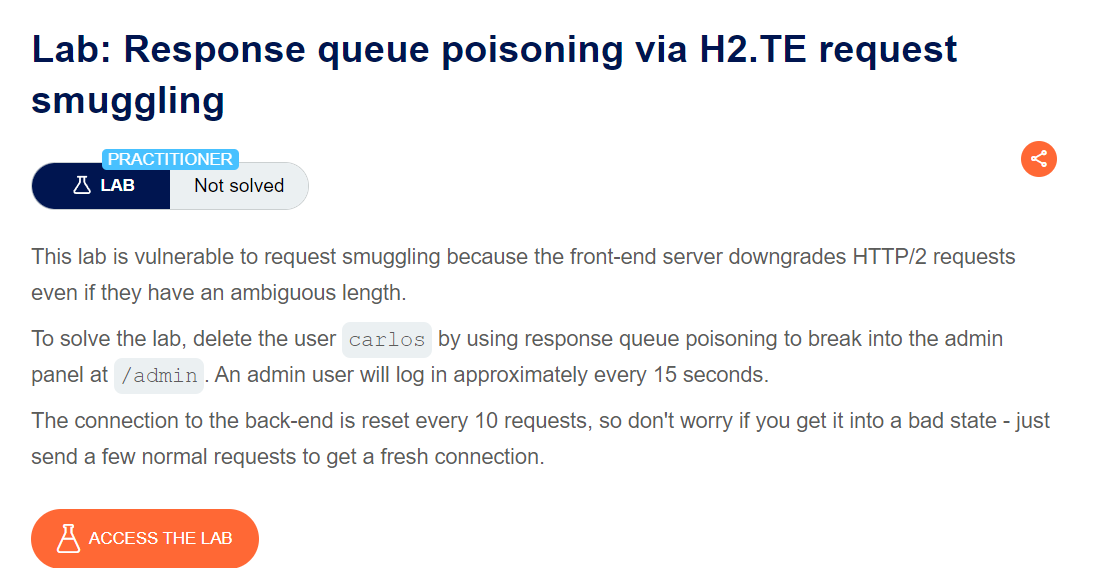 Lab: Response queue poisoning via H2.TE request
smuggling
PRACTITIONER
LAB
Not solved
This lab is vulnerable to request smuggling because the front-end server downgrades HTTP/2 requests
even if they have an ambiguous length.
To solve the lab, delete the user carlos by using response queue poisoning to break into the admin
panel at /admin. An admin user will log in approximately every 15 seconds.
The connection to the back-end is reset every 10 requests, so don't worry if you get it into a bad state - just
send a few normal requests to get a fresh connection.
ACCESS THE LAB